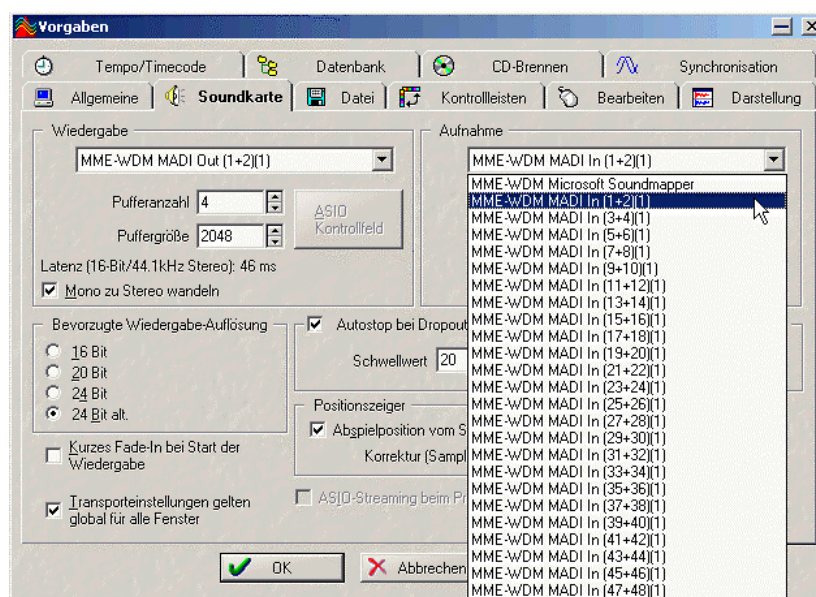 Vorgaben
Tempo/Timecode
Datenbank
CD-Brennen
Synchronisation
Allgemeine
Soundkarte
Datei
Kontrolleisten
Bearbeiten
Darstellung
Wiedergabe
MME-WDM MADI Out (1+2)(1)
Pufferanzahl 4
Puffergröße 2048
ASIO
Kontrollfeld
Latenz (16-Bit/44.1kHz Stereo): 46 ms
Mono zu Stereo wandeln
Aufnahme
MME-WDM MADI In (1+2)(1)
MME-WDM Microsoft Soundmapper
MME-WDM MADI In (1+2)(1)
MME-WDM MADI In (3+4)(1)
MME-WDM MADI In (5+6)(1)
MME-WDM MADI In (7+8)(1)
MME-WDM MADI In (9+10)(1)
MME-WDM MADI In (11+12)(1)
MME-WDM MADI In (13+14)(1)
MME-WDM MADI In (15+16)(1)
MME-WDM MADI In (17+18)(1)
MME-WDM MADI In (19+20)(1)
MME-WDM MADI In (21+22)(1)
MME-WDM MADI In (23+24)(1)
MME-WDM MADI In (25+26)(1)
MME-WDM MADI In (27+28)(1)
MME-WDM MADI In (29+30)(1)
MME-WDM MADI In (31+32)(1)
MME-WDM MADI In (33+34)(1)
MME-WDM MADI In (35+36)(1)
MME-WDM MADI In (37+38)(1)
MME-WDM MADI In (39+40)(1)
MME-WDM MADI In (41+42)(1)
MME-WDM MADI In (43+44)(1)
MME-WDM MADI In (45+46)(1)
MME-WDM MADI In (47+48)(1)
Bevorzugte Wiedergabe-Auflösung
16 Bit
20 Bit
24 Bit
24 Bit alt.
Kurzes Fade-In bei Start der
Wiedergabe
Transporteinstellungen gelten
global für alle Fenster
Autostop bei Dropout
Schwellwert 20
Positionszeiger
Abspielposition vom S
Korrektur (Sampl
ASIO-Streaming beim Pr
OK
Abbrechen